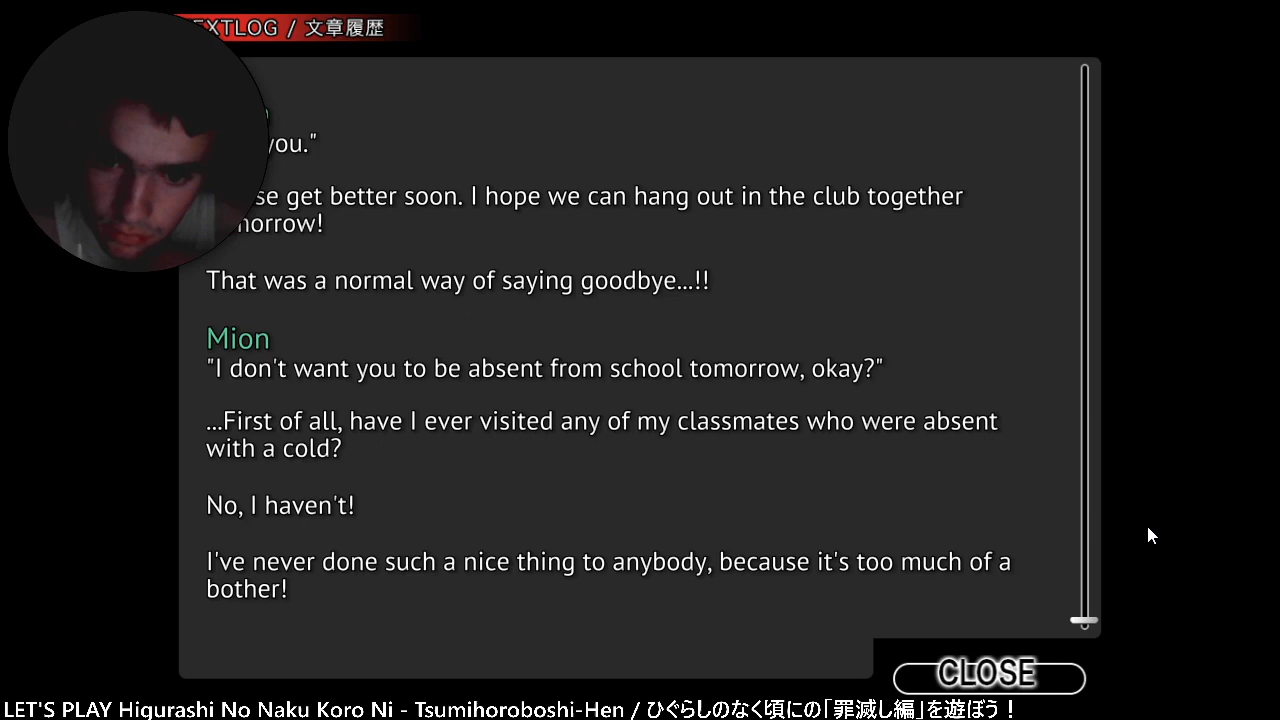 EXTLOG / 文章履歴
you."
se get better soon. I hope we can hang out in the club together
norrow!
That was a normal way of saying goodbye...!!
Mion
"I don't want you to be absent from school tomorrow, okay?"
...First of all, have I ever visited any of my classmates who were absent
with a cold?
No, I haven't!
I've never done such a nice thing to anybody, because it's too much of a
bother!
CLOSE
LET'S PLAY Higurashi No Naku Koro Ni - Tsumihoroboshi-Hen / ひぐらしのなく頃にの「罪滅し編」を遊ぼう！